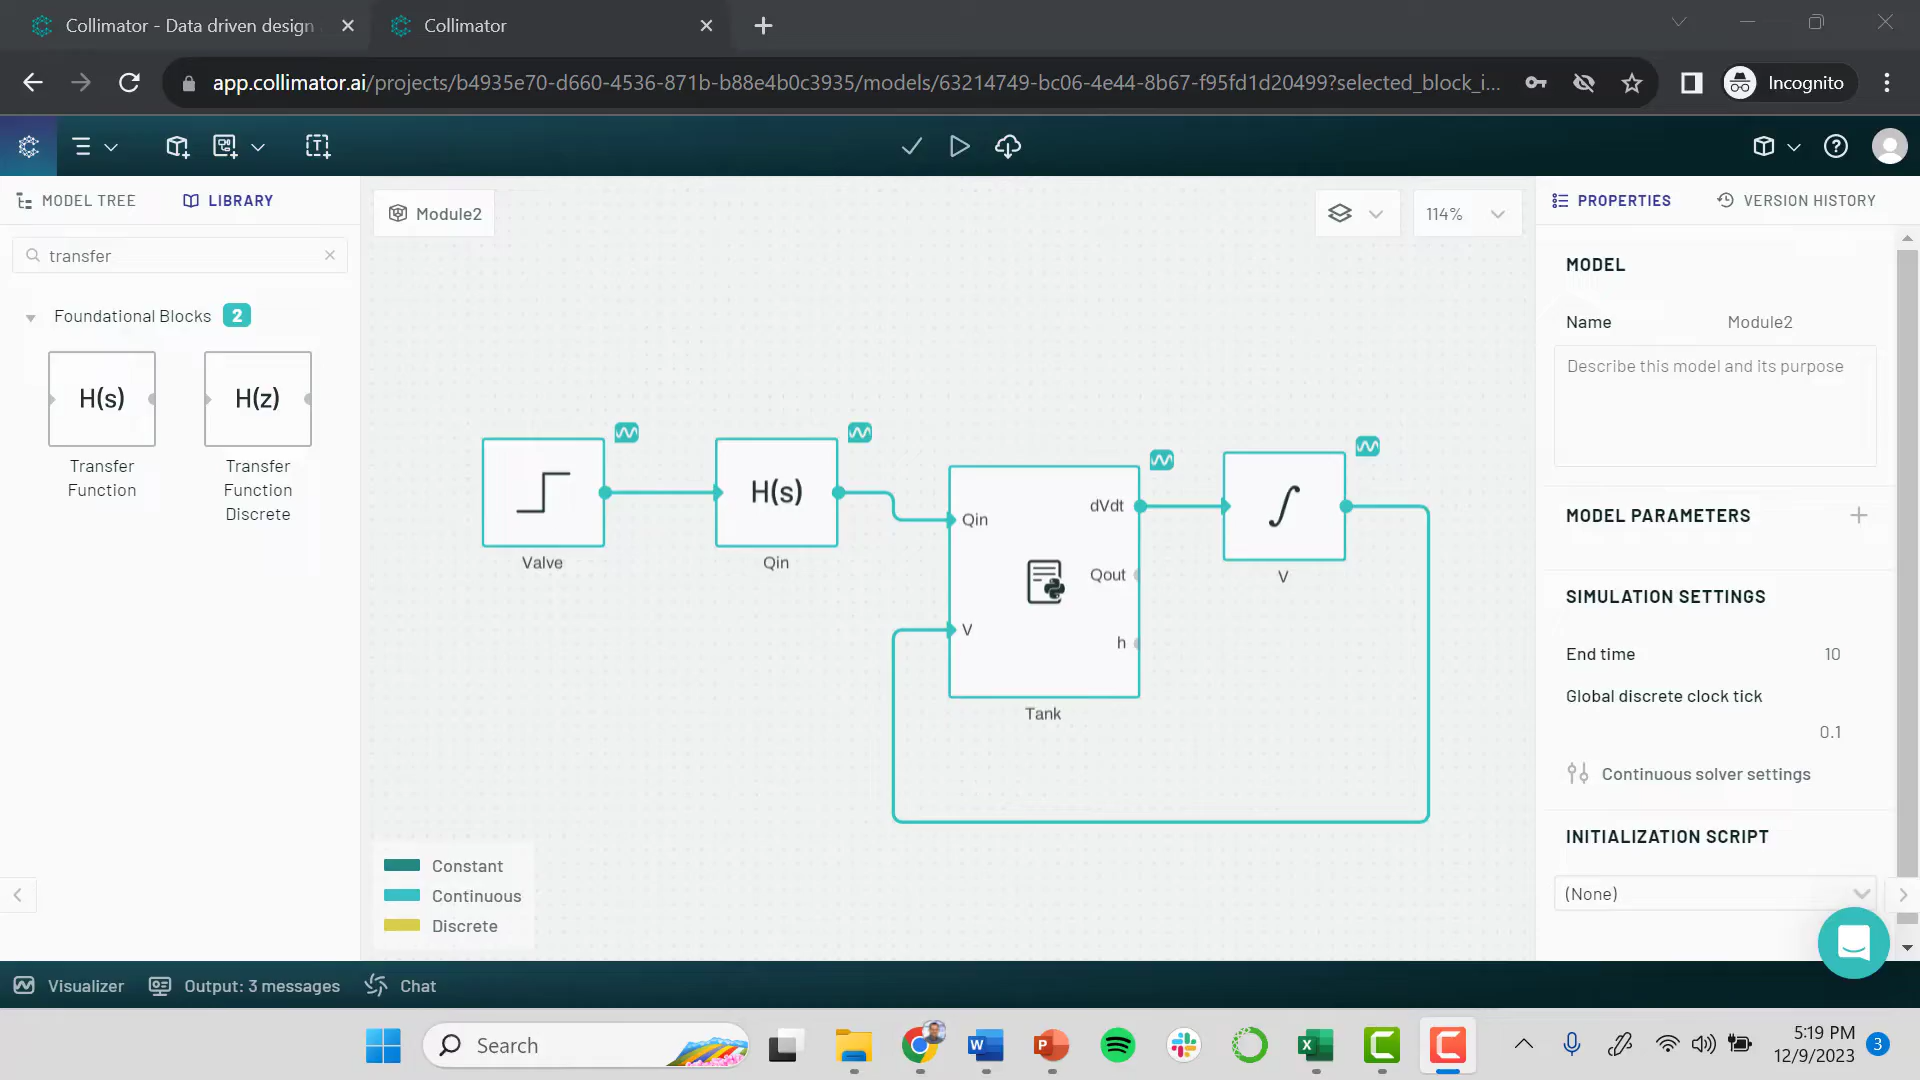 Collimator - Data driven design
Collimator
app.collimator.ai/projects/b4935e70-d660-4536-871b-b88e4b0c3935/models/63214749-bc06-4e44-8b67-f95fd1d20499?selected_block_i...
Incognito
MODEL TREE
LIBRARY
Module2
114%
PROPERTIES
VERSION HISTORY
transfer
Foundational Blocks 2
H(s)
H(z)
Transfer
Function
Transfer
Function
Discrete
Valve
H(s)
Qin
Qin
V
dVdt
Qout
h
Tank
V
Constant
Continuous
Discrete
MODEL
Name
Module2
Describe this model and its purpose
MODEL PARAMETERS
SIMULATION SETTINGS
End time
10
Global discrete clock tick
0.1
Continuous solver settings
INITIALIZATION SCRIPT
(None)
Visualizer
Output: 3 messages
Chat
Search
5:19 PM
12/9/2023
3